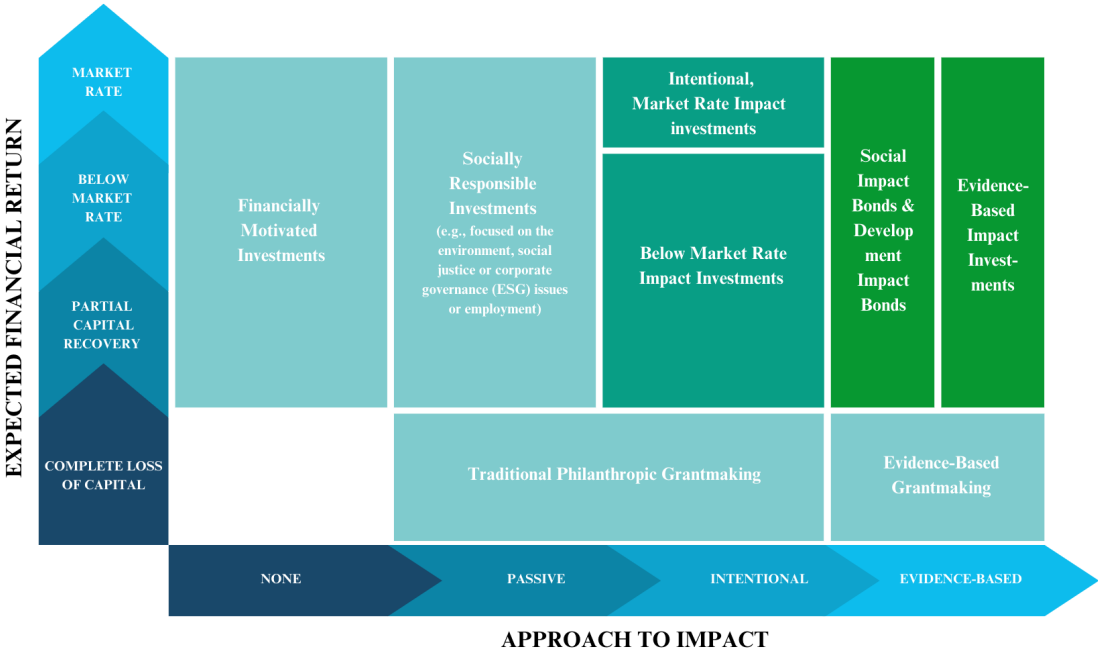 EXPECTED FINANCIAL RETURN
MARKET
RATE
BELOW
MARKET
RATE
PARTIAL
CAPITAL
RECOVERY
COMPLETE LOSS
OF CAPITAL
Financially
Motivated
Investments
Socially
Responsible
Investments
(e.g., focused on the
environment, social
justice or corporate
governance (ESG) issues
or employment)
Intentional,
Market Rate Impact
investments
Below Market Rate
Impact Investments
Social
Impact
Bonds &
Develop
ment
Impact
Bonds
Evidence-
Based
Impact
Invest-
ments
Traditional Philanthropic Grantmaking
Evidence-Based
Grantmaking
NONE
PASSIVE
INTENTIONAL
EVIDENCE-BASED
APPROACH TO IMPACT